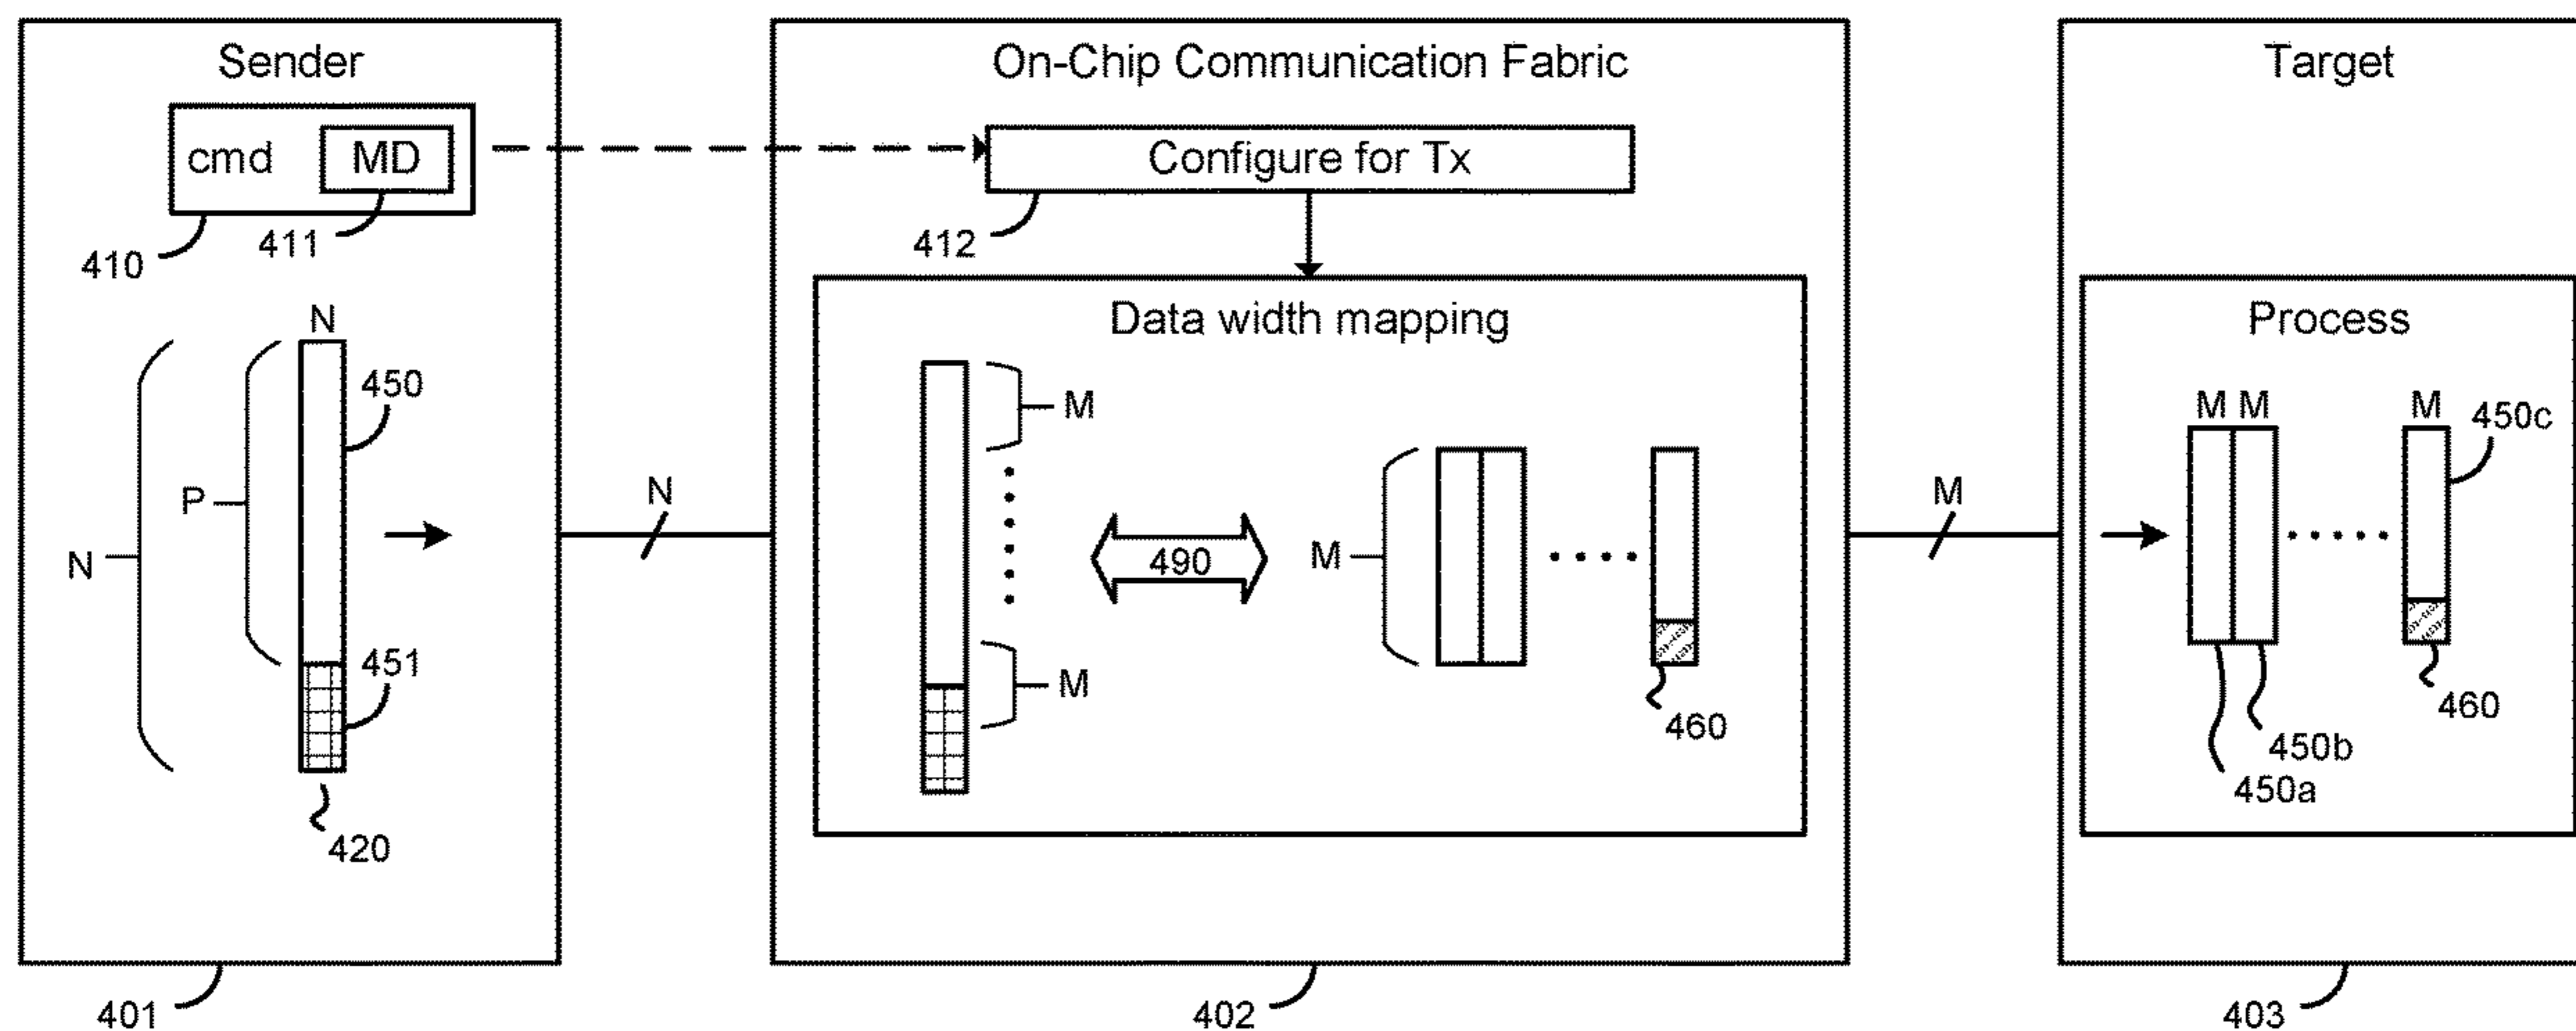 Sender
cmd MD
410
411
N
N
P
450
451
420
401
N
On-Chip Communication Fabric
Configure for Tx
412
Data width mapping
M
M
490
M
460
402
M
Target
Process
M M
M
450c
460
450b
450a
403